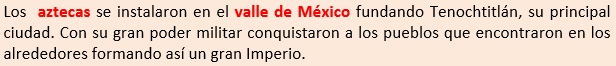 Los aztecas se instalaron en el valle de México fundando Tenochtitlán, su principal
ciudad. Con su gran poder militar conquistaron a los pueblos que encontraron en los
alrededores formando así un gran Imperio.